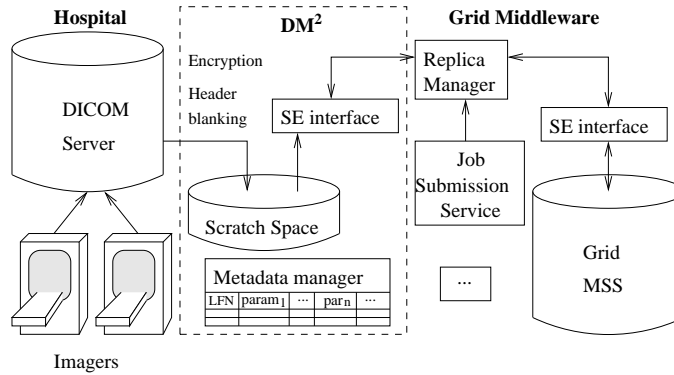 Hospital
DM²
Grid Middleware
DICOM
Server
Encryption
Header
blanking
SE interface
Scratch Space
Metadata manager
LFN param₁ ... parₙ ...
Replica
Manager
Job
Submission
Service
...
SE interface
Grid
MSS
Imagers